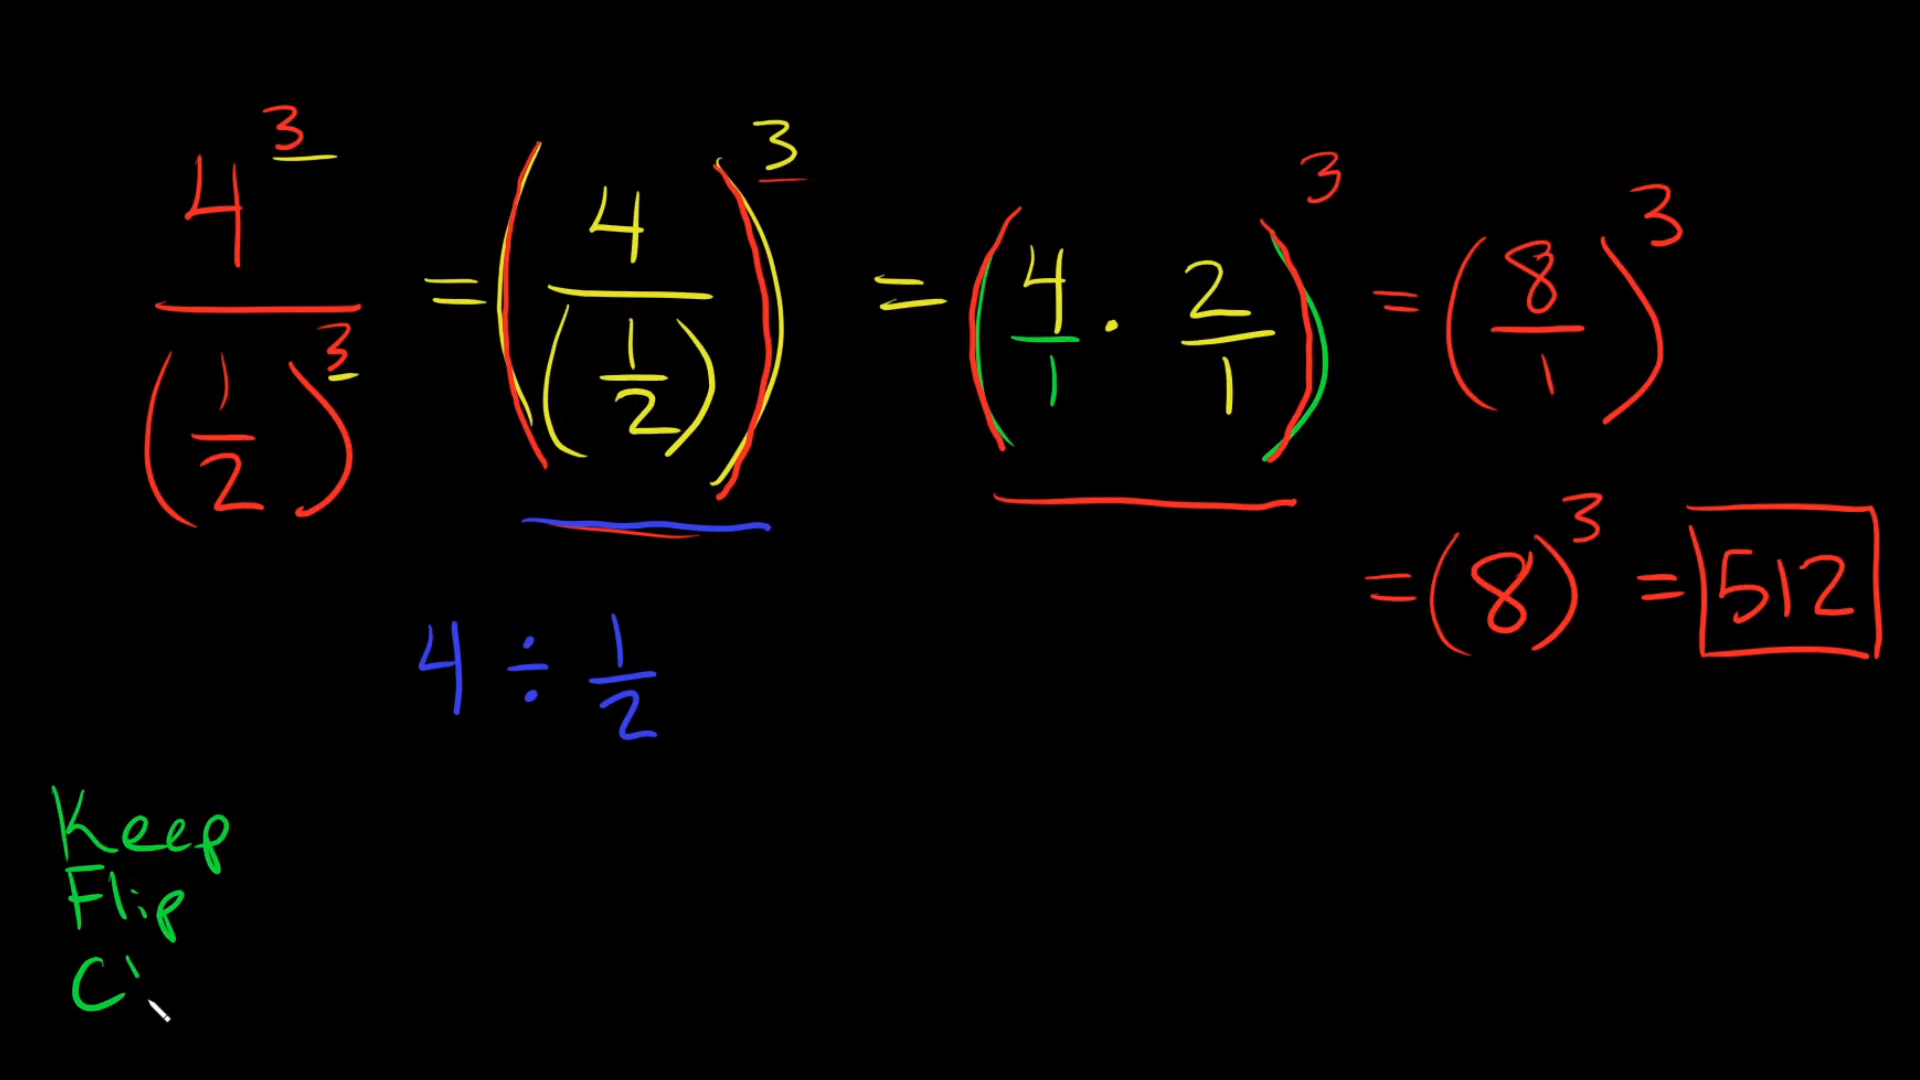 4³/(1/2)³ = (4/(1/2))³ = (4/1 · 2/1)³ = (8/1)³
= (8)³ = 512
4 ÷ 1/2
Keep
Flip
C